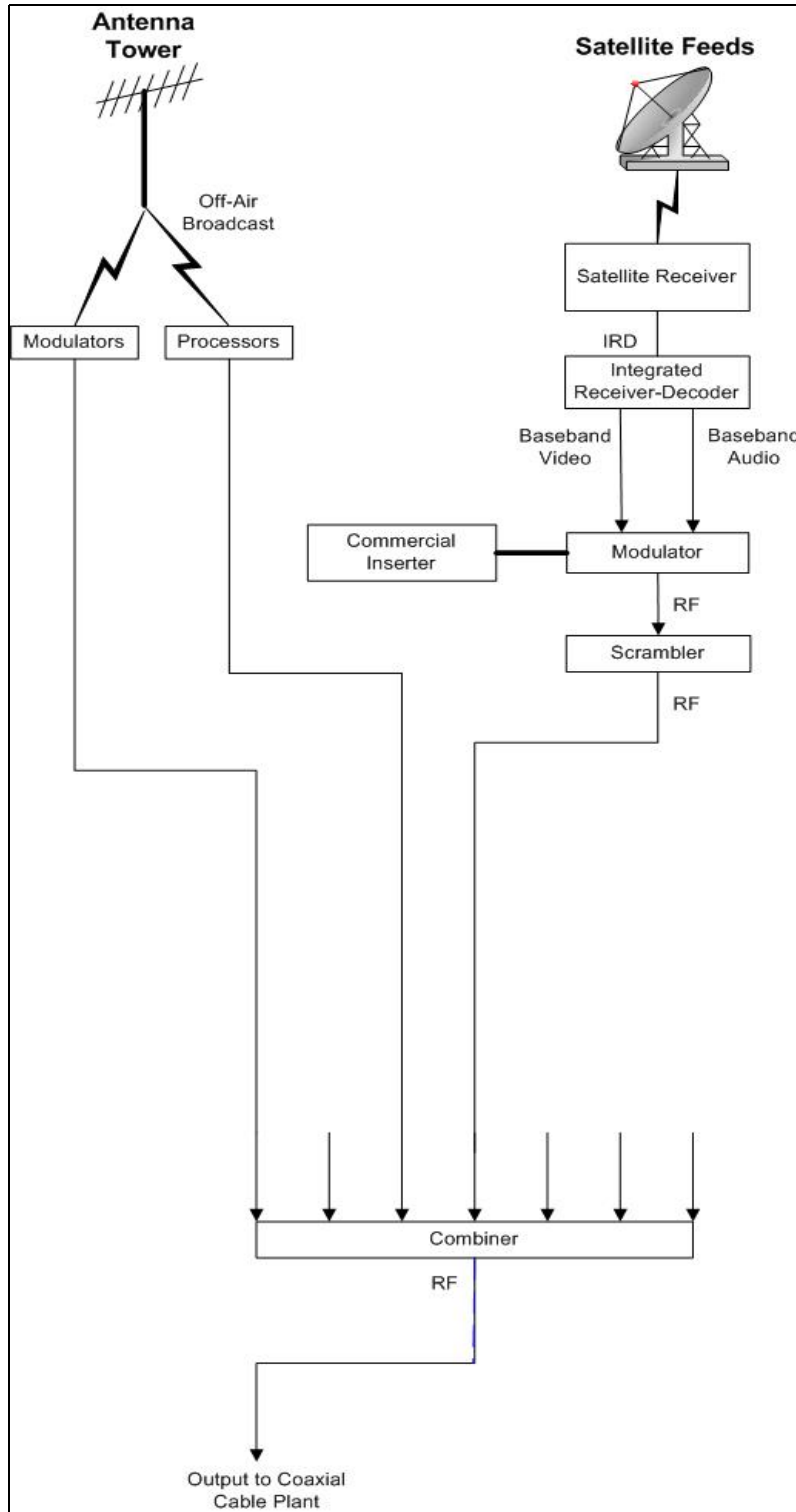 Antenna
Tower
Satellite Feeds
Off-Air
Broadcast
Satellite Receiver
Modulators
Processors
IRD
Integrated
Receiver-Decoder
Baseband
Video
Baseband
Audio
Commercial
Inserter
Modulator
RF
Scrambler
RF
Combiner
RF
Output to Coaxial
Cable Plant